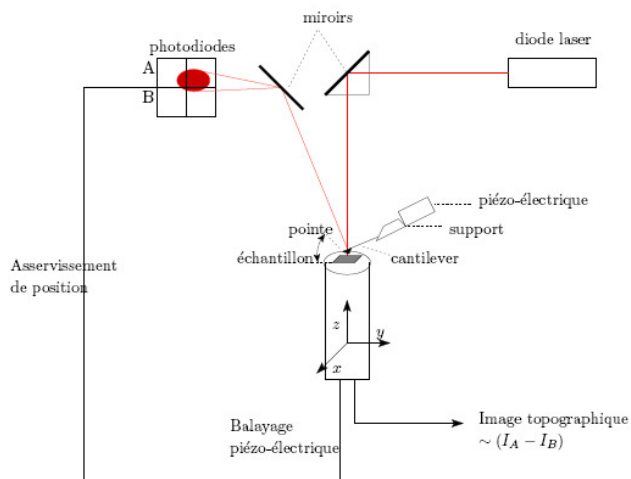 miroirs
photodiodes
diode laser
A
B
piézo-électrique
pointe
support
échantillon
cantilever
Asservissement
de position
z
y
x
Balayage
piézo-électrique
Image topographique
∼ (I_A − I_B)